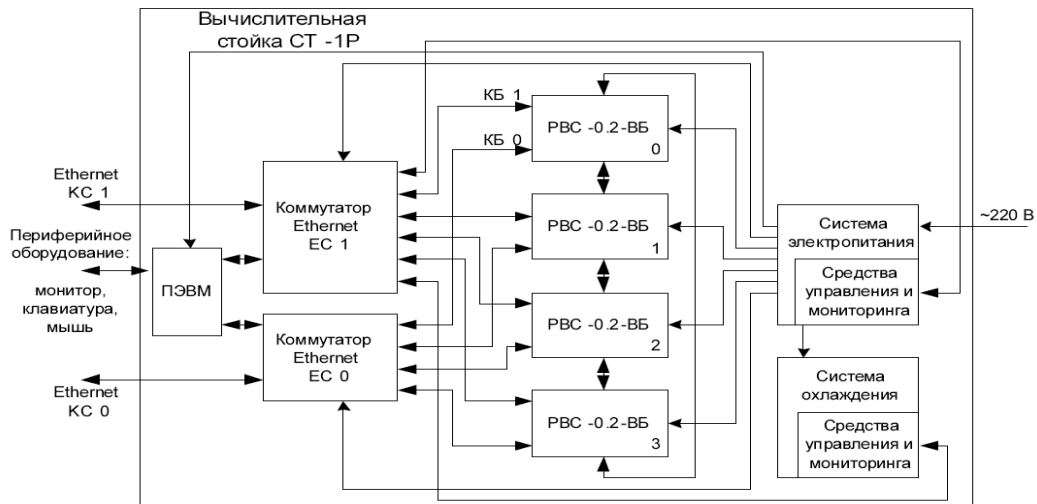 Вычислительная
стойка СТ -1Р
КБ 1
КБ 0
РВС -0.2-ВБ
0
Ethernet
КС 1
Коммутатор
Ethernet
ЕС 1
РВС -0.2-ВБ
1
Система
электропитания
~220 В
Средства
управления и
мониторинга
Периферийное
оборудование:
монитор,
клавиатура,
мышь
ПЭВМ
РВС -0.2-ВБ
2
Коммутатор
Ethernet
ЕС 0
Ethernet
КС 0
РВС -0.2-ВБ
3
Система
охлаждения
Средства
управления и
мониторинга